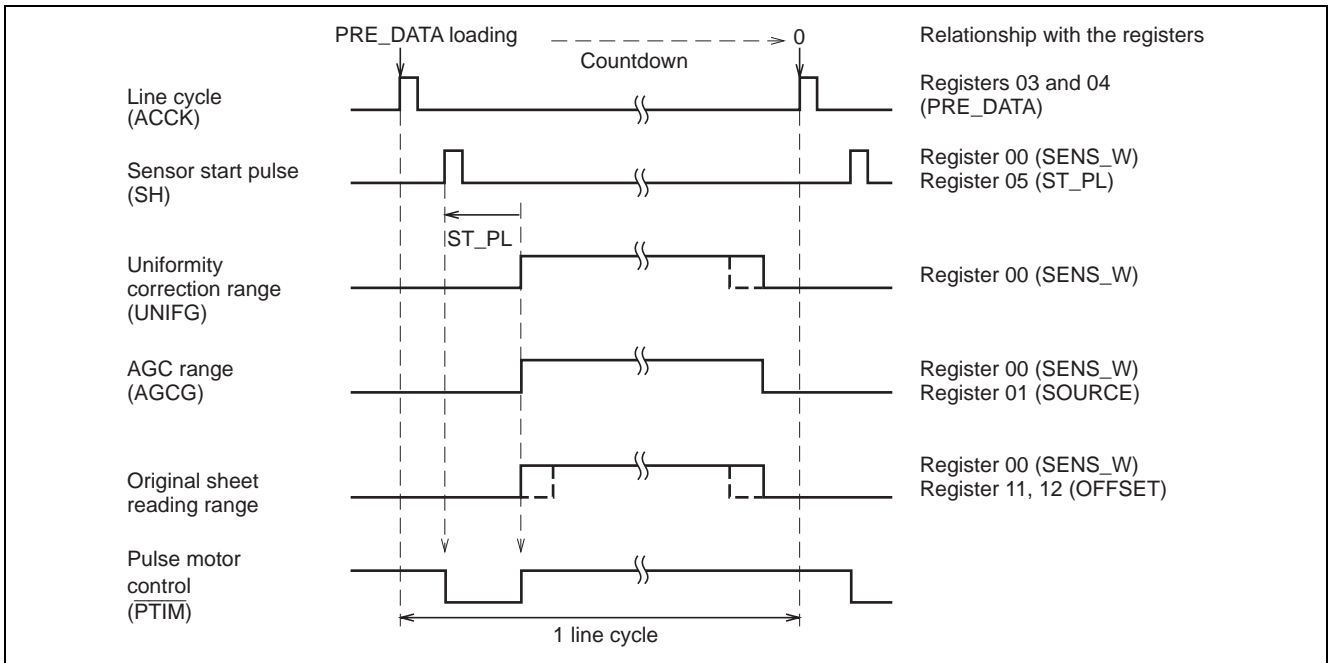 PRE_DATA loading
0
Relationship with the registers
Countdown
Line cycle
(ACCK)
Registers 03 and 04
(PRE_DATA)
Sensor start pulse
(SH)
Register 00 (SENS_W)
Register 05 (ST_PL)
ST_PL
Uniformity
correction range
(UNIFG)
Register 00 (SENS_W)
AGC range
(AGCG)
Register 00 (SENS_W)
Register 01 (SOURCE)
Original sheet
reading range
Register 00 (SENS_W)
Register 11, 12 (OFFSET)
Pulse motor
control
(PTIM)
1 line cycle